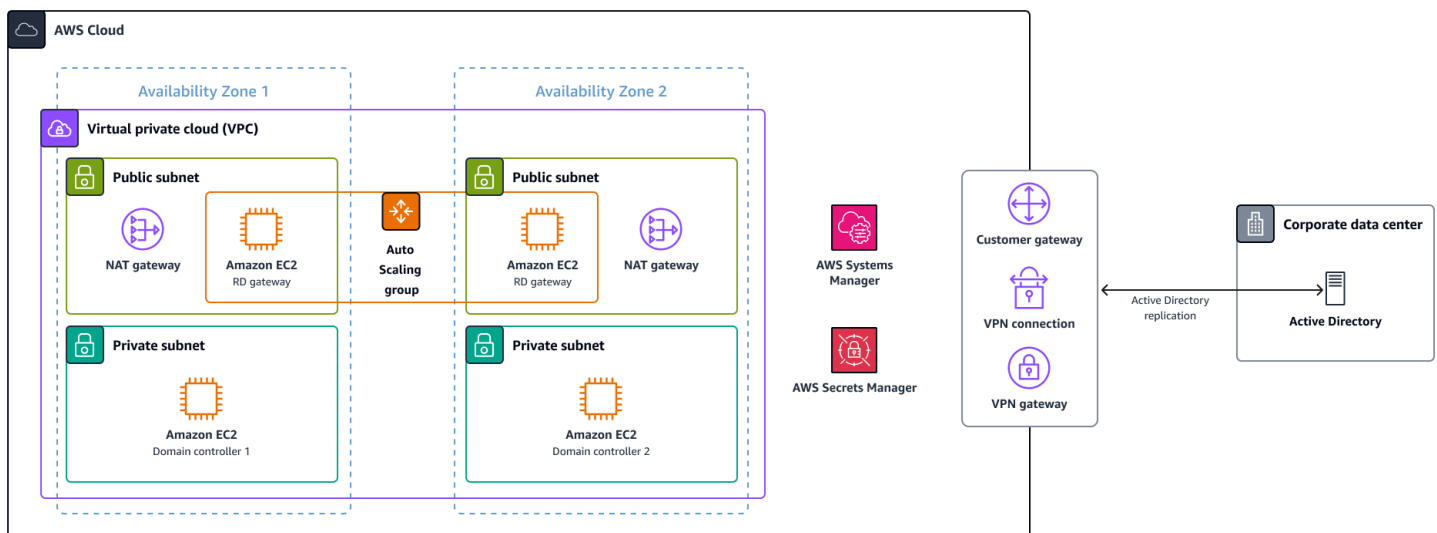 AWS Cloud
Availability Zone 1
Availability Zone 2
Virtual private cloud (VPC)
Public subnet
NAT gateway
Amazon EC2
RD gateway
Auto
Scaling
group
Public subnet
Amazon EC2
RD gateway
NAT gateway
Private subnet
Amazon EC2
Domain controller 1
Private subnet
Amazon EC2
Domain controller 2
AWS Systems
Manager
AWS Secrets Manager
Customer gateway
VPN connection
VPN gateway
Active Directory
replication
Corporate data center
Active Directory